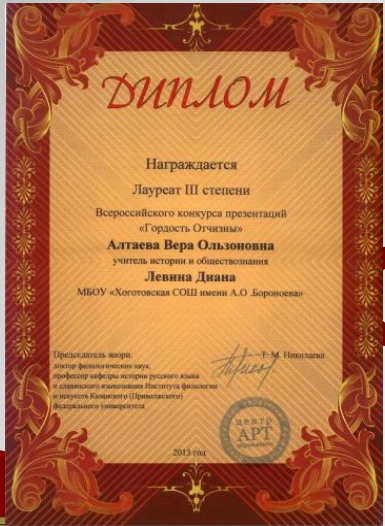 ДИПЛОМ
Награждается
Лауреат III степени
Всероссийского конкурса презентаций
«Гордость Отчизны»
Алтаева Вера Ользоновна
учитель истории и обществознания
Левина Диана
МБОУ «Хоготовская СОШ имени А.О .Бороноева»
Председатель жюри: Т. М. Николаева
доктор филологических наук,
профессор кафедры истории русского языка
и славянского языкознания Института филологии
и искусств Казанского (Приволжского)
федерального университета
центр
АРТ
образования
2013 год